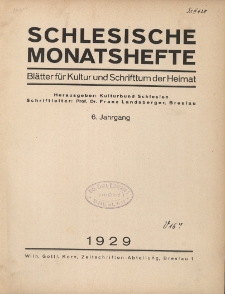 SCHLESISCHE
MONATSHEFTE
Blätter für Kultur und Schrifttum der Heimat
Herausgeber: Kulturbund Schlesien
Schriftleiter: Prof. Dr. Franz Landsberger, Breslau
6. Jahrgang
1929
Wilh. Gottl. Korn, Zeitschriften-Abteilung, Breslau 1